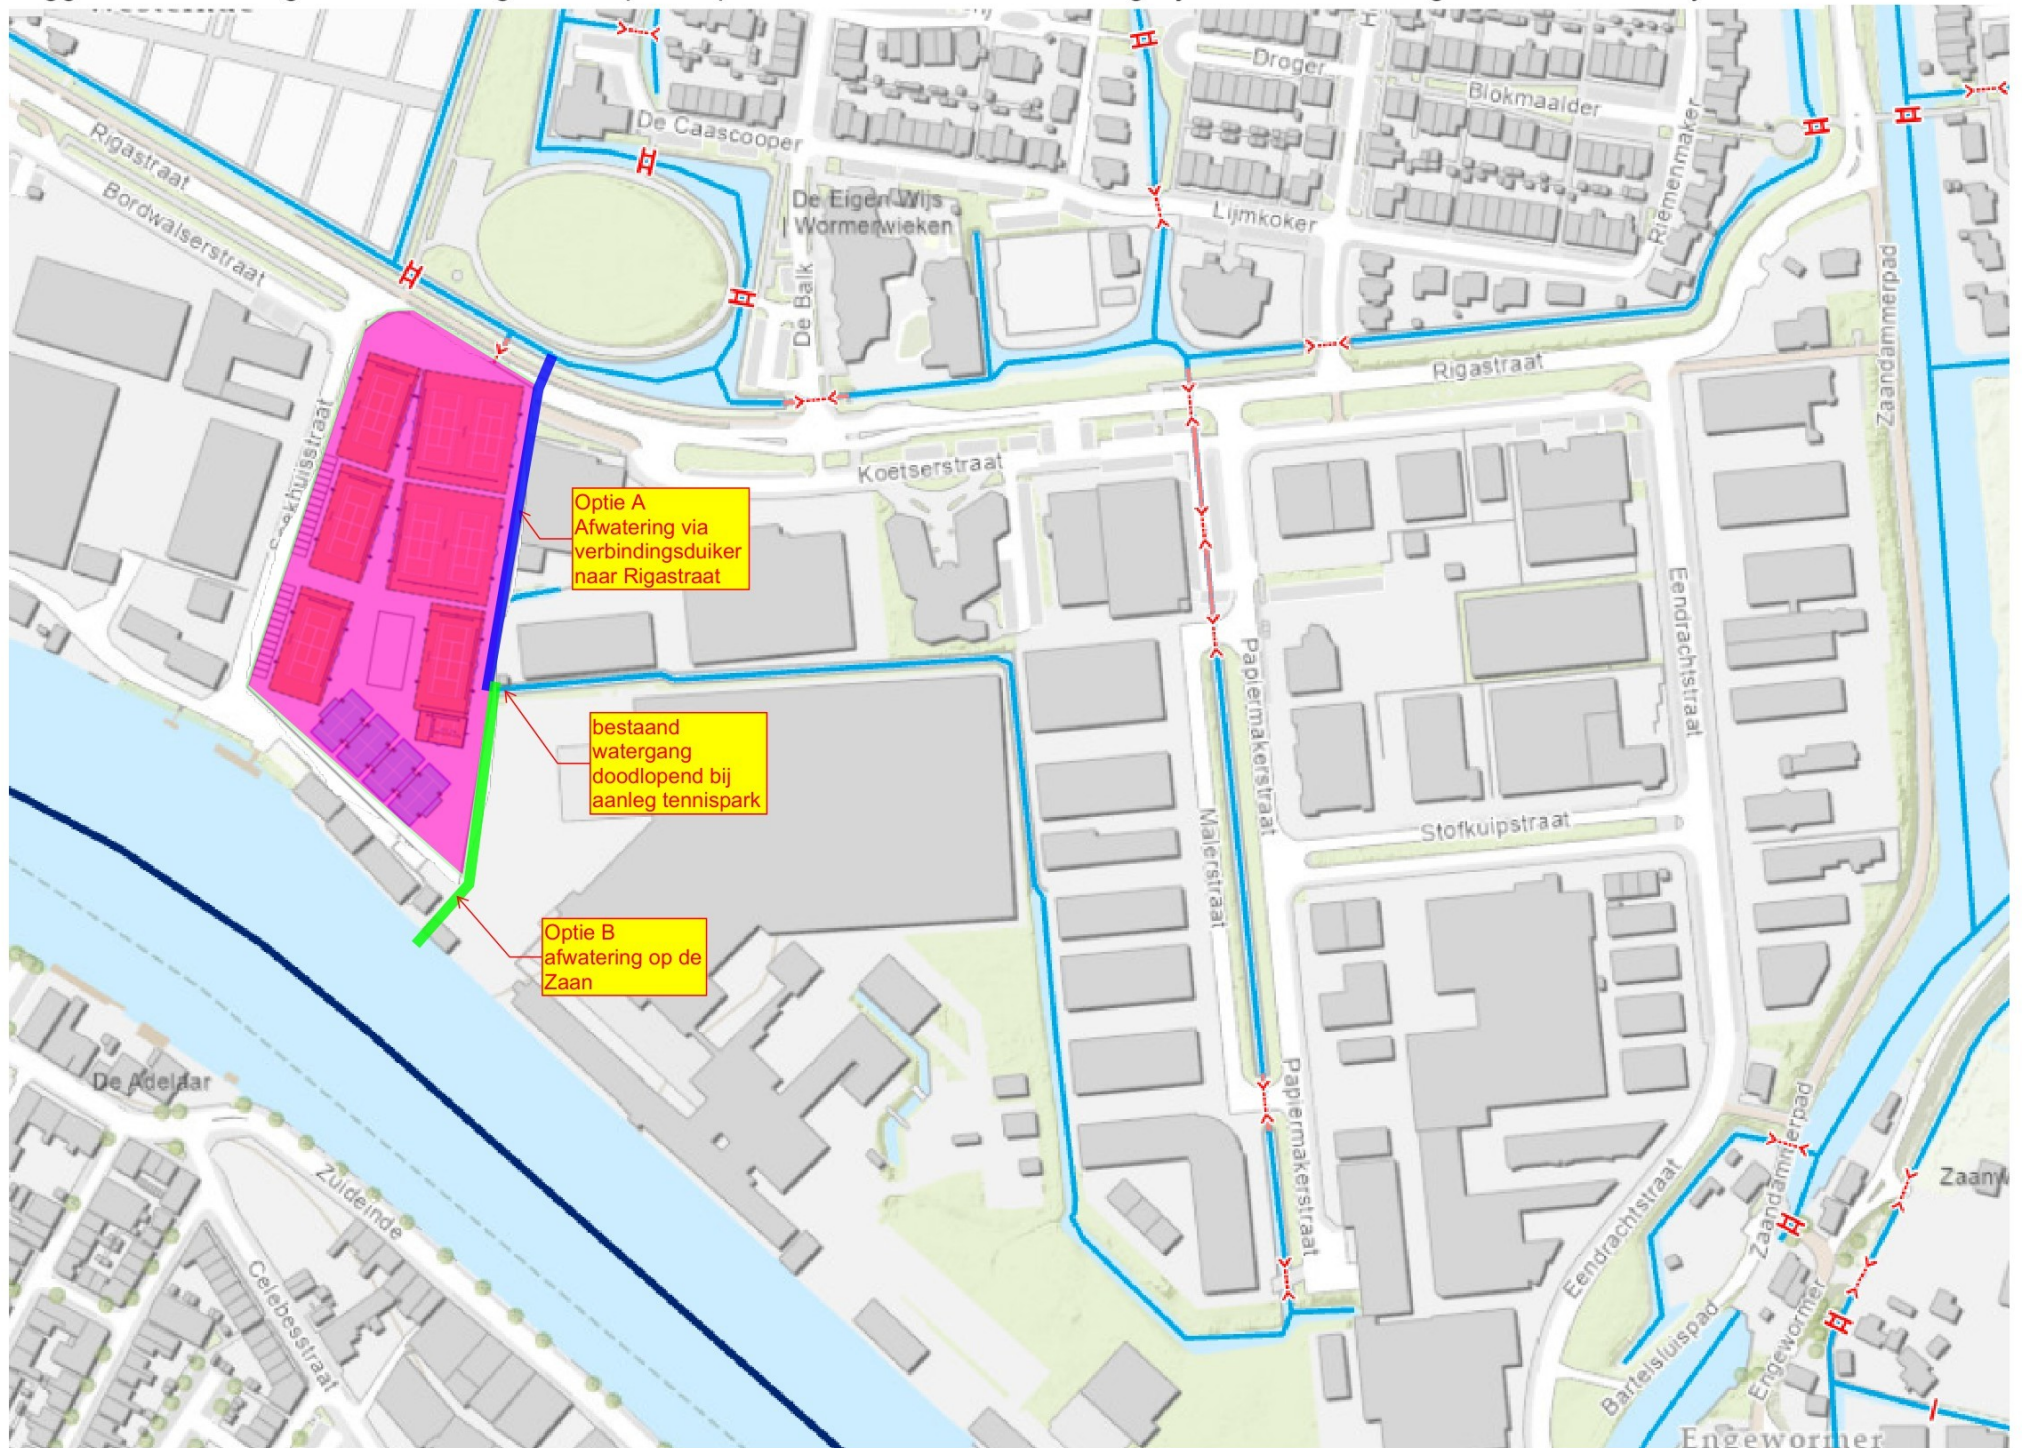 Droger
Blokmaalder
De Caascooper
Rigastraat
Bordwalserstraat
De Eigen Wijs
Wormerwieken
Lijmkoker
Riemenmaker
Zaandammerpad
De Balk
Rigastraat
Koetserstraat
Optie A
Afwatering via
verbindingsduiker
naar Rigastraat
Eendrachtstraat
Papiermakerstraat
bestaand
watergang
doodlopend bij
aanleg tennispark
Malerstraat
Stofkuipstraat
Optie B
afwatering op de
Zaan
De Adelaar
Zuideinde
Celebesstraat
Papiermakerstraat
Zaandammerpad
Eendrachtstraat
Bartelsluispad
Engewormer
Engewormer